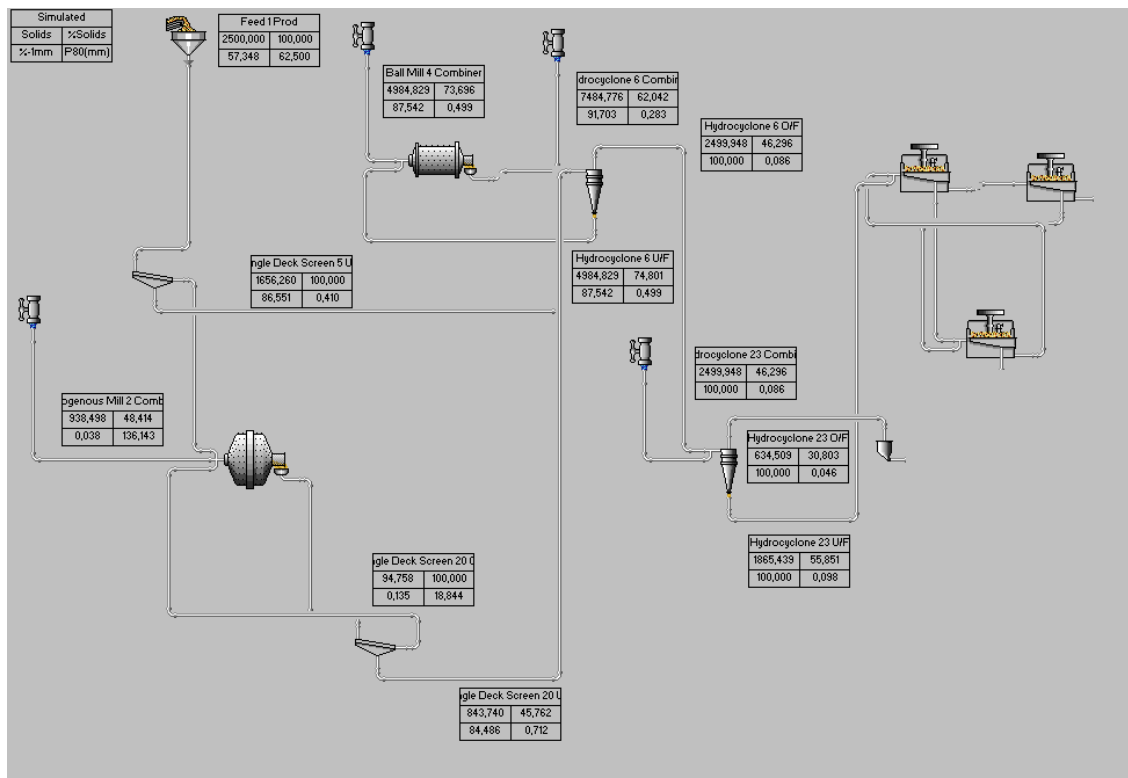 Simulated
Solids %Solids
%-1mm P80(mm)
Feed 1 Prod
2500,000 100,000
57,348 62,500
Ball Mill 4 Combiner
4984,829 73,696
87,542 0,499
drocyclone 6 Combir
7484,776 62,042
91,703 0,283
Hydrocyclone 6 O/F
2499,948 46,296
100,000 0,086
ngle Deck Screen 5 U
1656,260 100,000
86,551 0,410
Hydrocyclone 6 U/F
4984,829 74,801
87,542 0,499
drocyclone 23 Combi
2499,948 46,296
100,000 0,086
ogenous Mill 2 Comb
938,498 48,414
0,038 136,143
Hydrocyclone 23 O/F
634,509 30,803
100,000 0,046
Hydrocyclone 23 U/F
1865,439 55,851
100,000 0,098
gle Deck Screen 20 O
94,758 100,000
0,135 18,844
gle Deck Screen 20 U
843,740 45,762
84,486 0,712